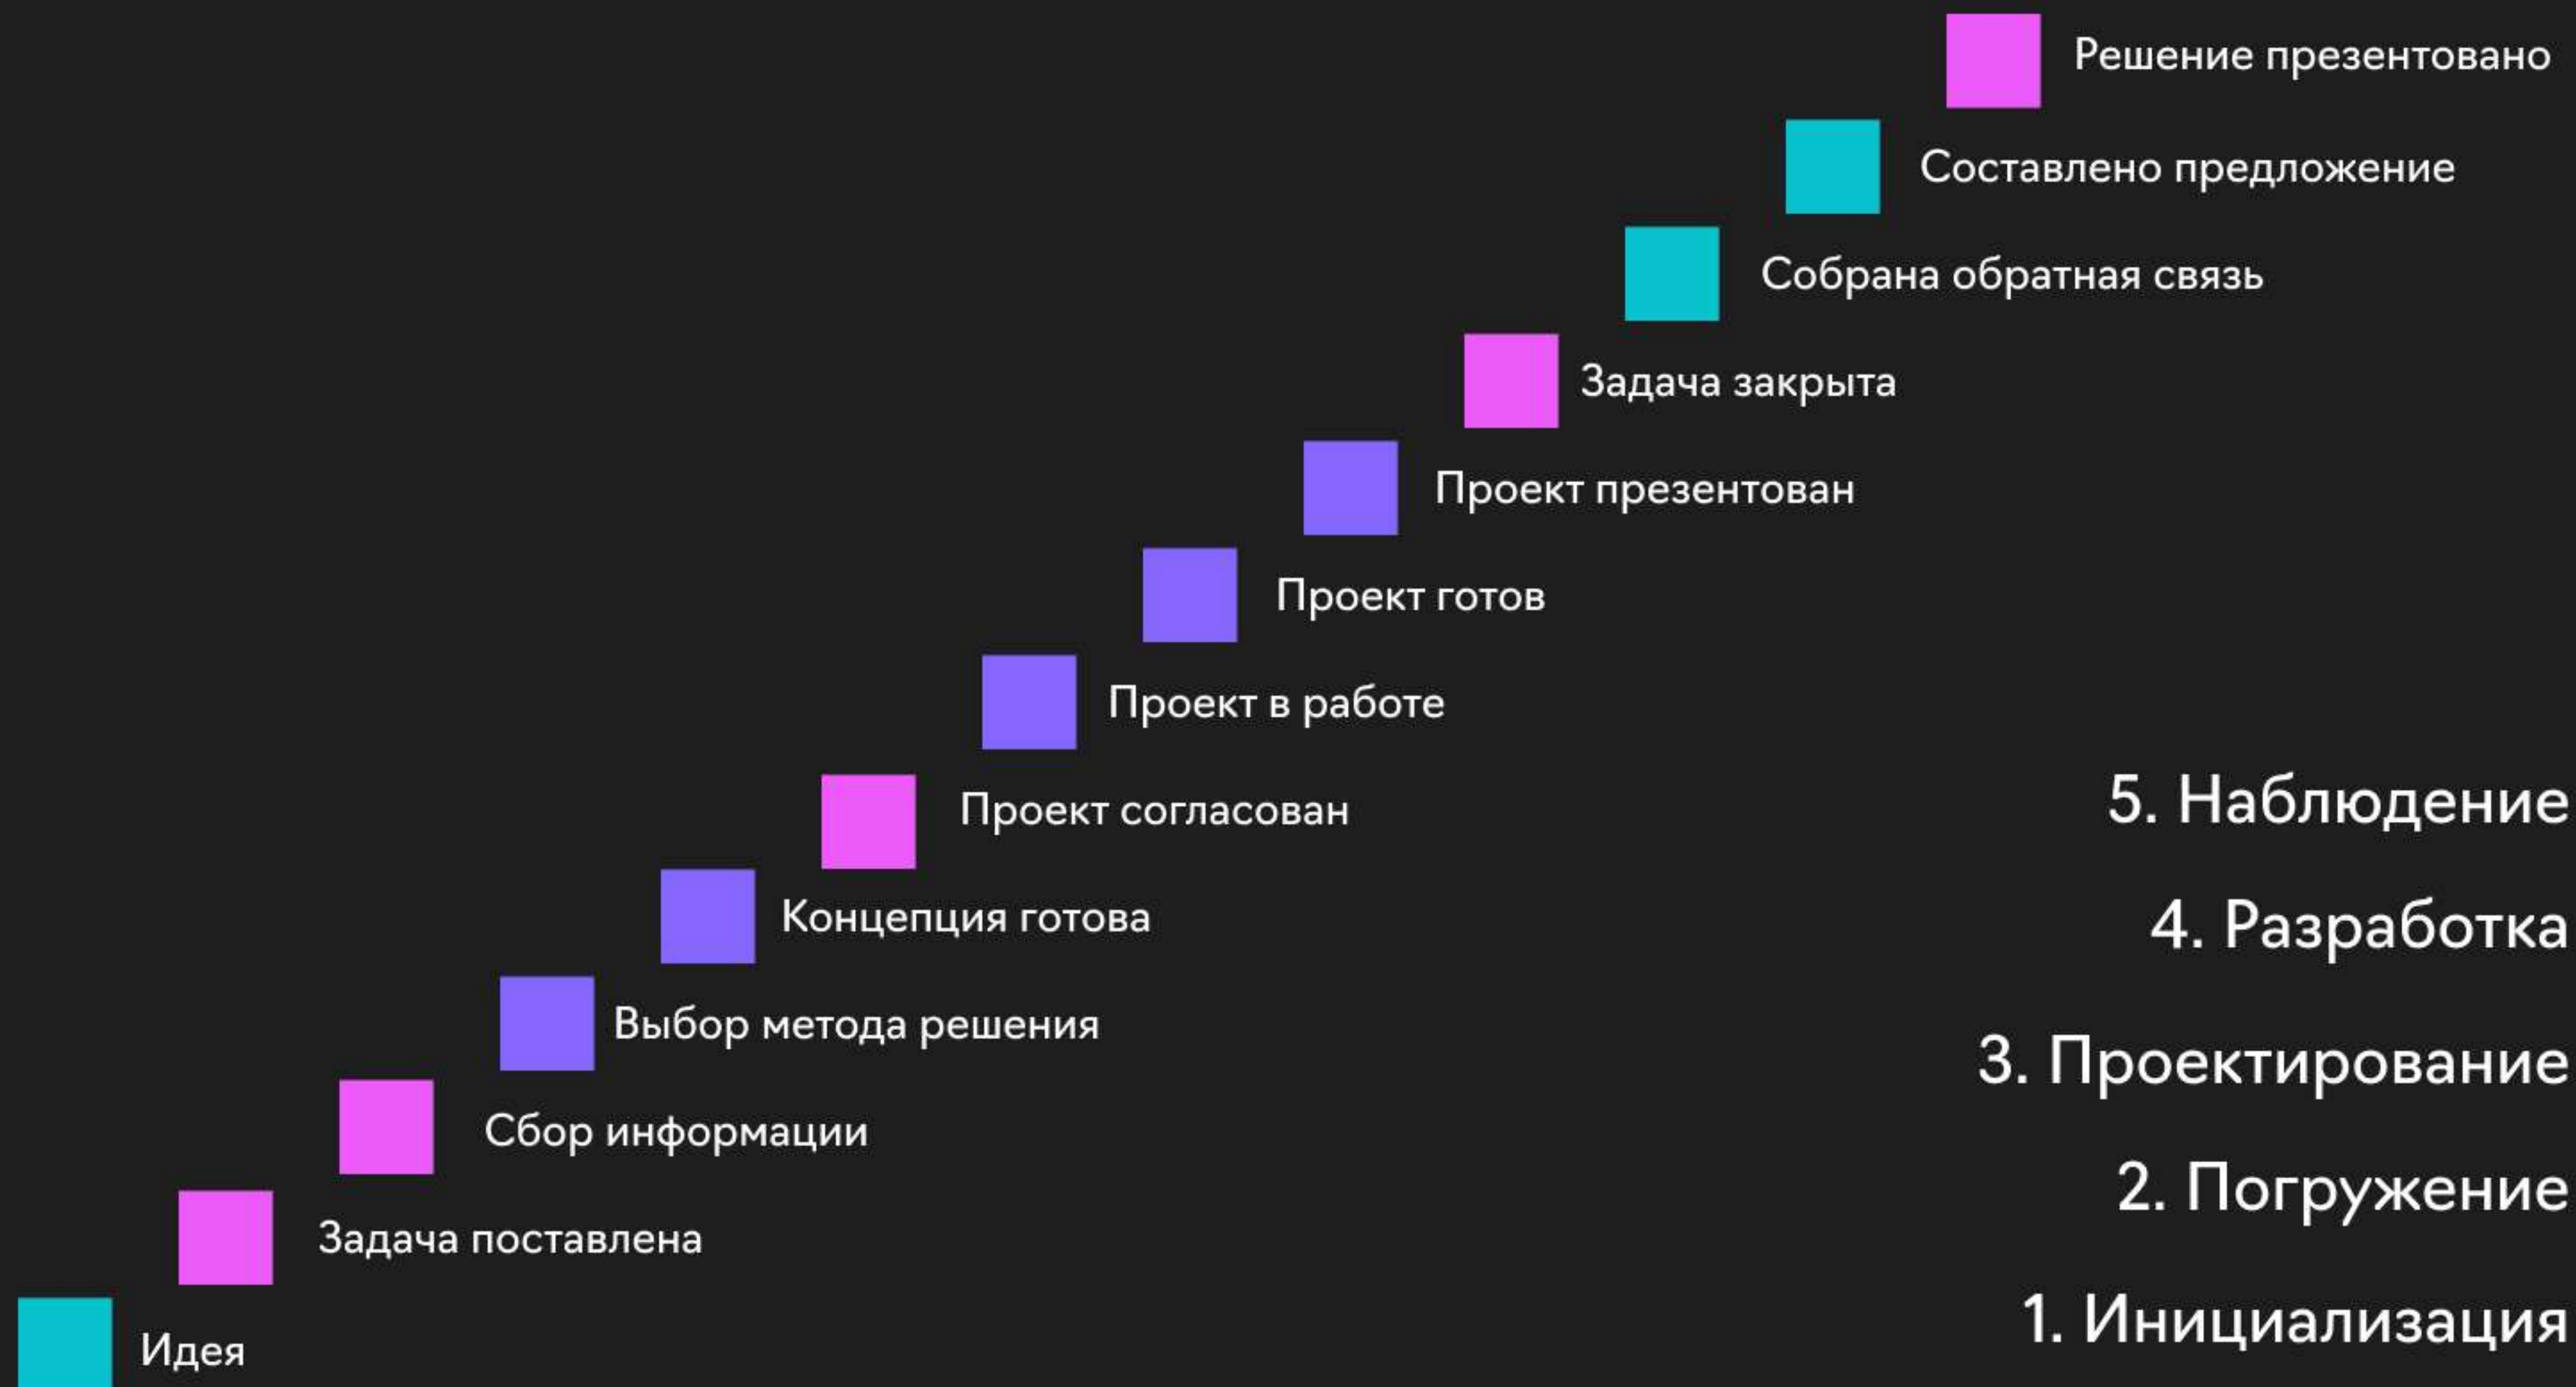 Решение презентовано
Составлено предложение
Собрана обратная связь
Задача закрыта
Проект презентован
Проект готов
Проект в работе
Проект согласован
Концепция готова
Выбор метода решения
Сбор информации
Задача поставлена
Идея
5. Наблюдение
4. Разработка
3. Проектирование
2. Погружение
1. Инициализация